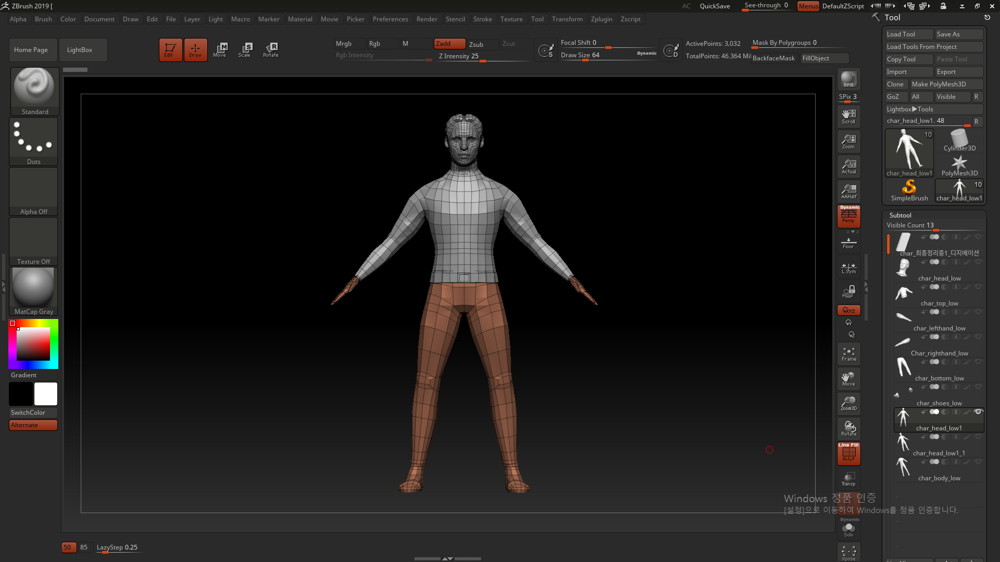 ZBrush 2019 [
AC QuickSave See-through 0 Menus DefaultZScript
Alpha Brush Color Document Draw Edit File Layer Light Macro Marker Material Movie Picker Preferences Render Stencil Stroke Texture Tool Transform Zplugin Zscript
Home Page LightBox
Edit Draw Move Scale Rotate
M S R
Mrgb Rgb M Zadd Zsub Zcut
Rgb Intensity Z Intensity 25
S
Focal Shift 0
Draw Size 64 Dynamic
D
ActivePoints: 3,032
TotalPoints: 46.364 Mil
Mask By Polygroups 0
BackfaceMask FillObject
Standard
Dots
Alpha Off
Texture Off
MatCap Gray
Gradient
SwitchColor
Alternate
50 85 LazyStep 0.25
BPR
SPix 3
Scroll
Zoom
Actual
AAHalf
Dynamic
Persp
Floor
L.Sym
XYZ
Y
Z
Frame
Move
Zoom3D
Rotate
Line Fill
PolyF
Transp
Dynamic
Solo
Xpose
Tool
Load Tool Save As
Load Tools From Project
Copy Tool Paste Tool
Import Export
Clone Make PolyMesh3D
GoZ All Visible R
Lightbox▶Tools
char_head_low1. 48 R
10
char_head_low1
Cylinder3D
PolyMesh3D
SimpleBrush
10
char_head_low1
Subtool
Visible Count 13
char_최종정리중1_디지메이션
char_head_low
char_top_low
char_lefthand_low
Char_righthand_low
char_bottom_low
char_shoes_low
char_head_low1
char_head_low1_1
char_body_low
Windows 정품 인증
[설정]으로 이동하여 Windows를 정품 인증합니다.